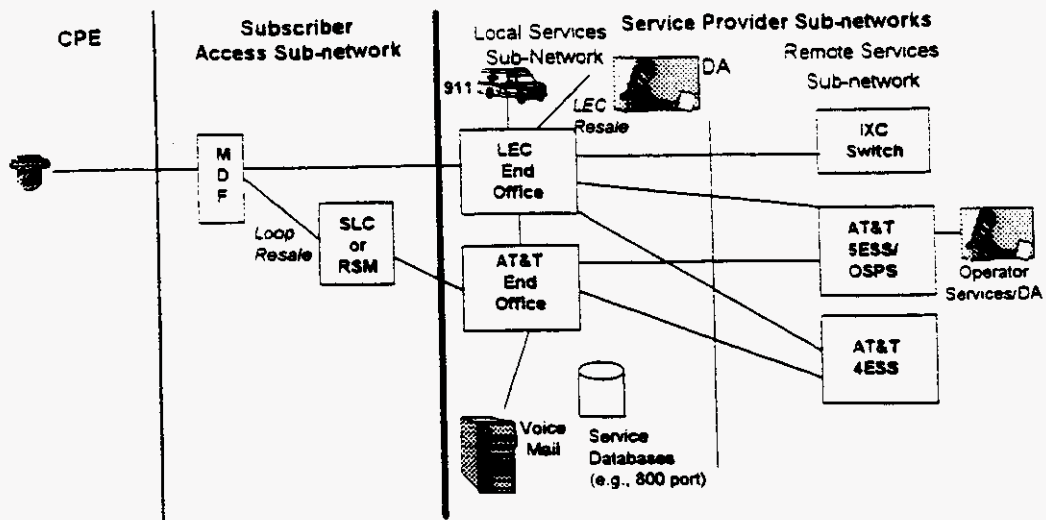 CPE
Subscriber
Access Sub-network
Service Provider Sub-networks
Local Services
Sub-Network
Remote Services
Sub-network
911
DA
LEC
Resale
M
D
F
LEC
End
Office
IXC
Switch
Loop
Resale
SLC
or
RSM
AT&T
End
Office
AT&T
5ESS/
OSPS
Operator
Services/DA
AT&T
4ESS
Voice
Mail
Service
Databases
(e.g., 800 port)